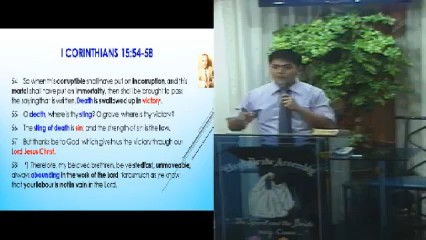 I CORINTHIANS 15:54-58
54 So when this corruptible shall have put on incorruption, and this
mortal shall have put on immortality, then shall be brought to pass
the saying that is written, Death is swallowed up in victory.
55 O death, where is thy sting? O grave, where is thy victory?
56 The sting of death is sin; and the strength of sin is the law.
57 But thanks be to God, which giveth us the victory through our
Lord Jesus Christ.
58 ¶ Therefore, my beloved brethren, be ye stedfast, unmoveable,
always abounding in the work of the Lord, forasmuch as ye know
that your labour is not in vain in the Lord.